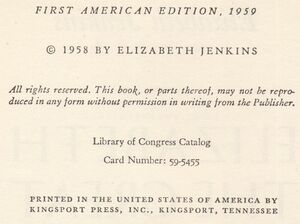 FIRST AMERICAN EDITION, 1959
© 1958 BY ELIZABETH JENKINS
All rights reserved. This book, or parts thereof, may not be repro-
duced in any form without permission in writing from the Publisher.
Library of Congress Catalog
Card Number: 59-5455
PRINTED IN THE UNITED STATES OF AMERICA BY
KINGSPORT PRESS, INC., KINGSPORT, TENNESSEE